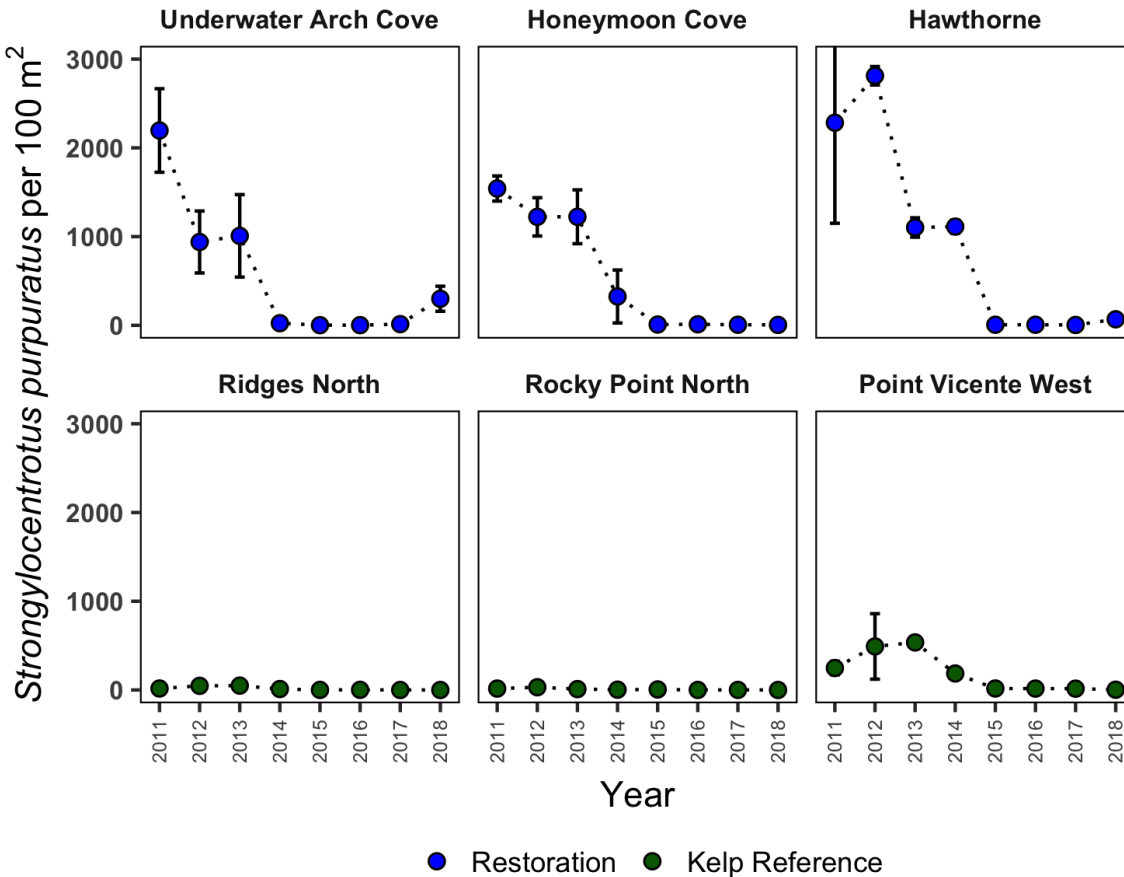 Underwater Arch Cove Honeymoon Cove Hawthorne
Strongylocentrotus purpuratus per 100 m²
3000
2000
1000
0
Ridges North Rocky Point North Point Vicente West
3000
2000
1000
0
2011 2012 2013 2014 2015 2016 2017 2018 2011 2012 2013 2014 2015 2016 2017 2018 2011 2012 2013 2014 2015 2016 2017 2018
Year
Restoration Kelp Reference